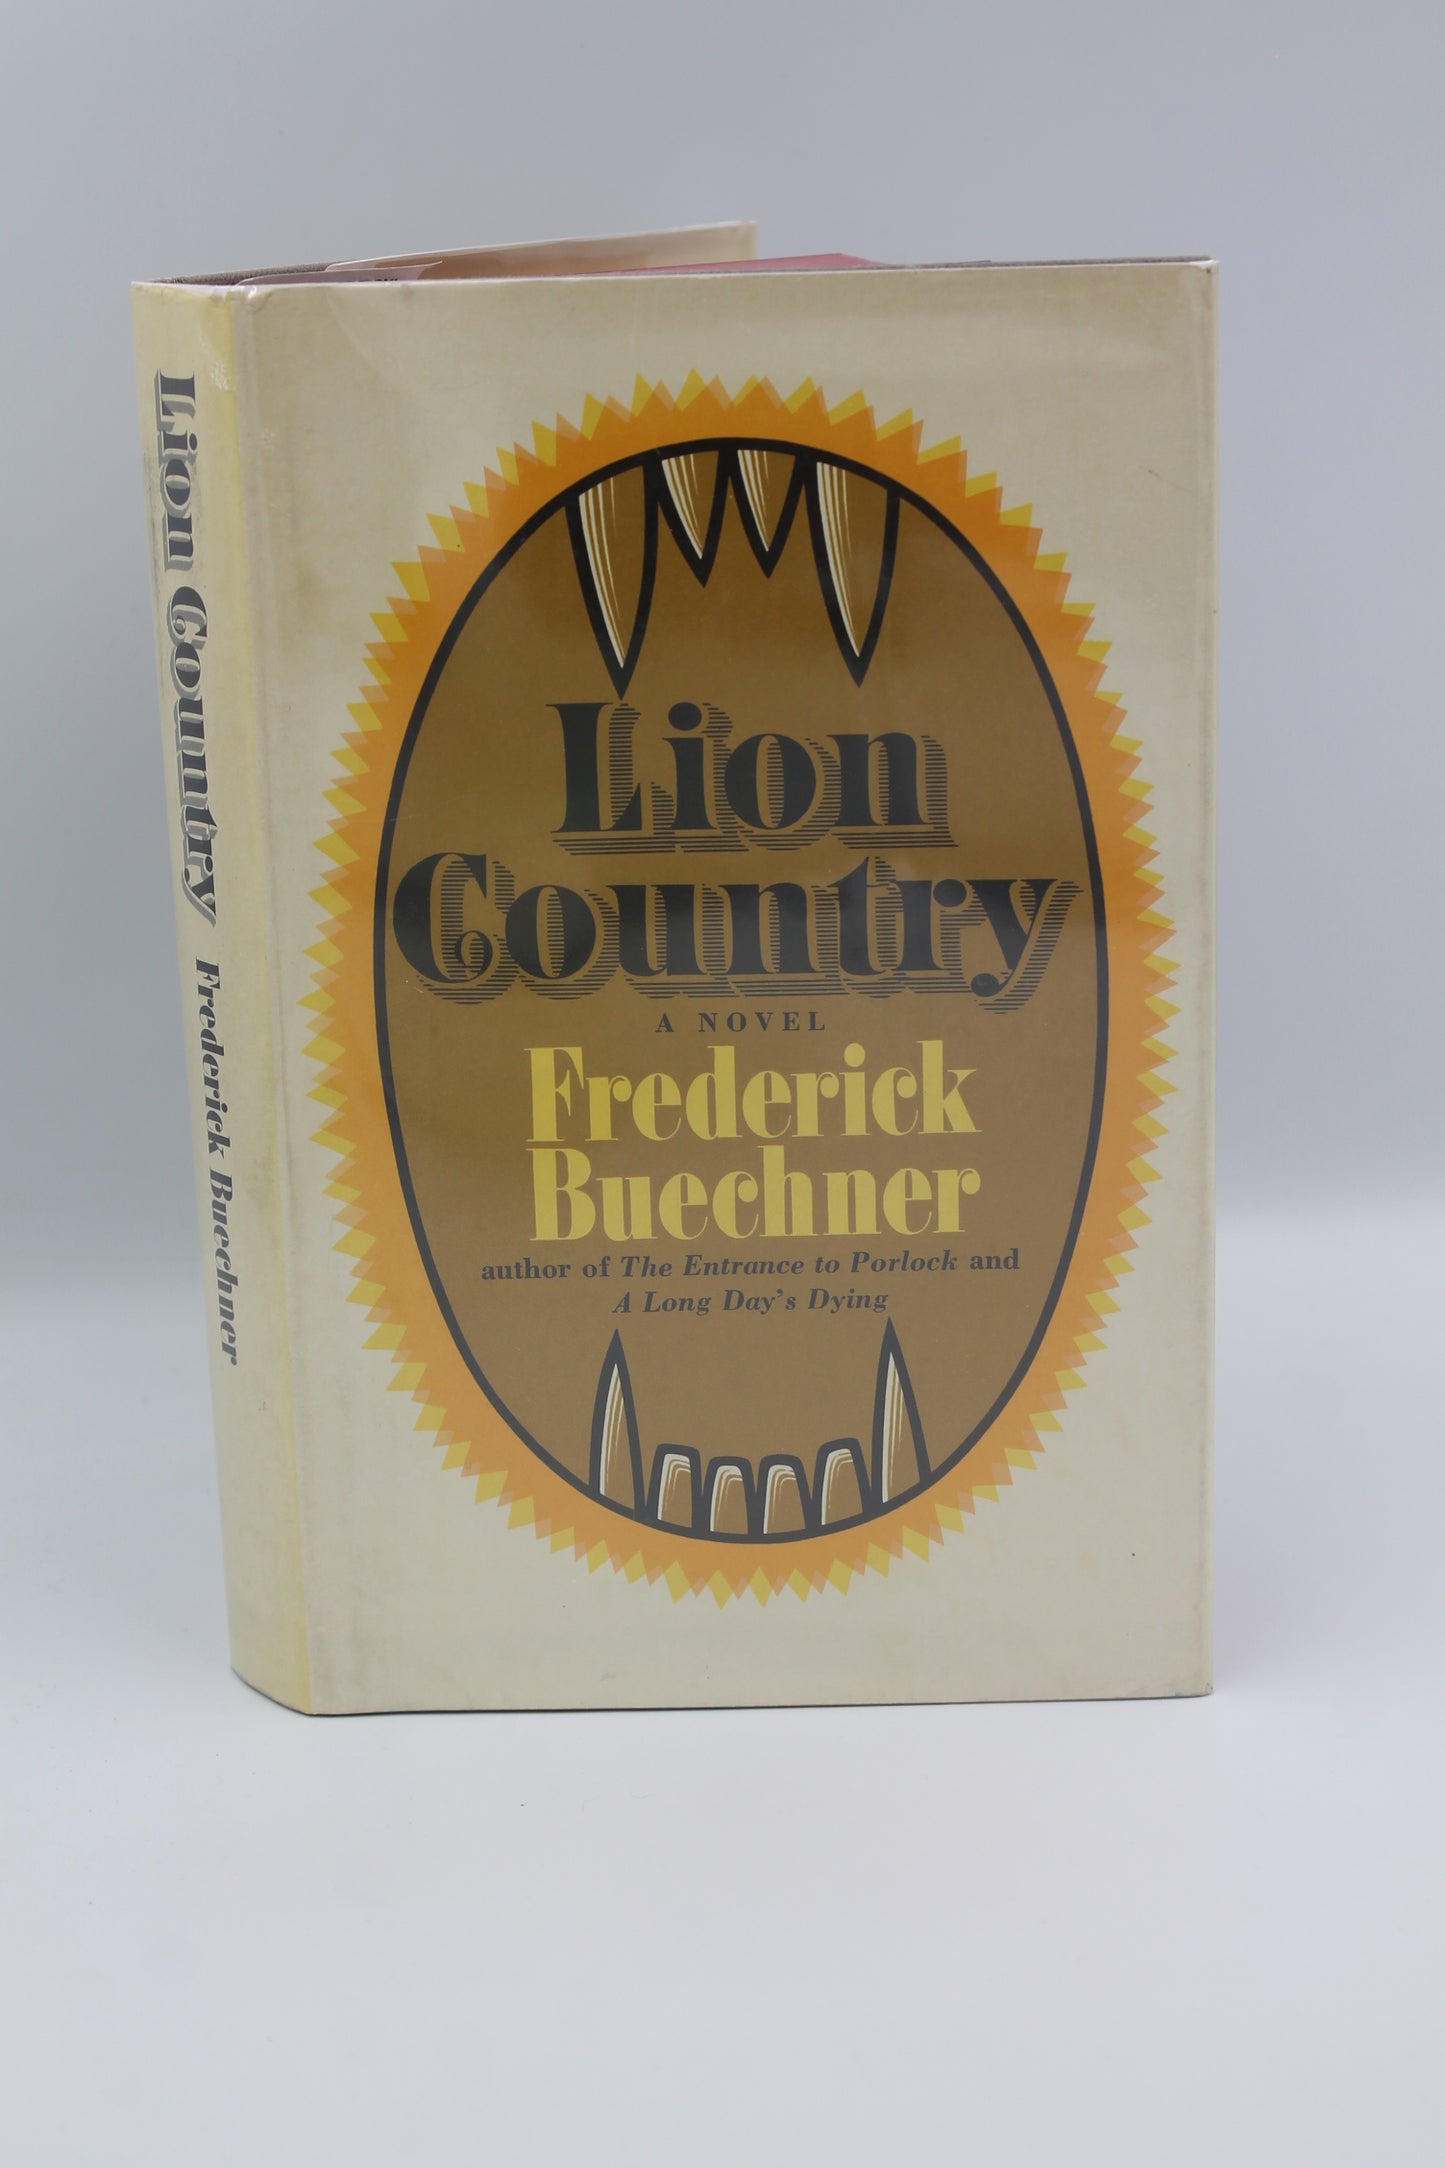 Lion Country Frederick Buechner
Lion
Country
A NOVEL
Frederick
Buechner
author of The Entrance to Porlock and
A Long Day's Dying